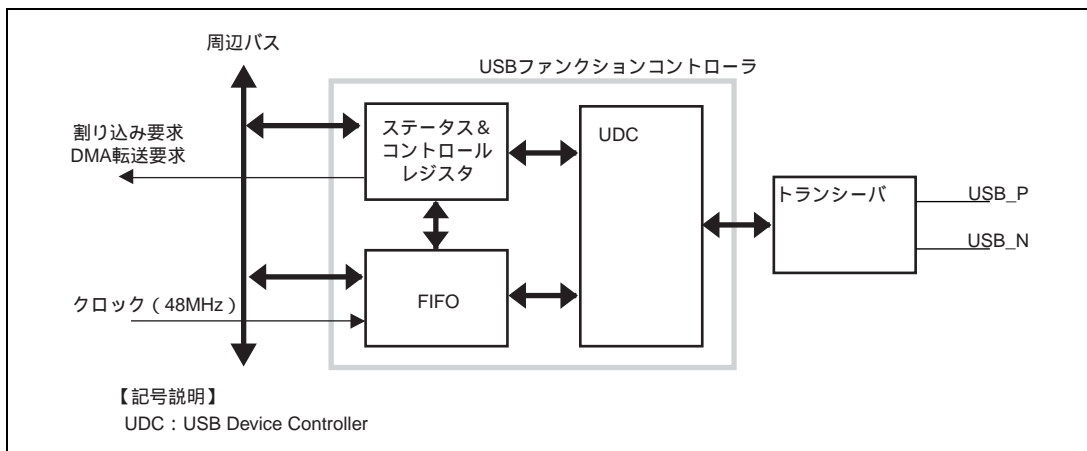 周辺バス
USBファンクションコントローラ
割り込み要求
DMA転送要求
ステータス＆
コントロール
レジスタ
UDC
トランシーバ
USB_P
USB_N
クロック（48MHz）
FIFO
【記号説明】
UDC：USB Device Controller